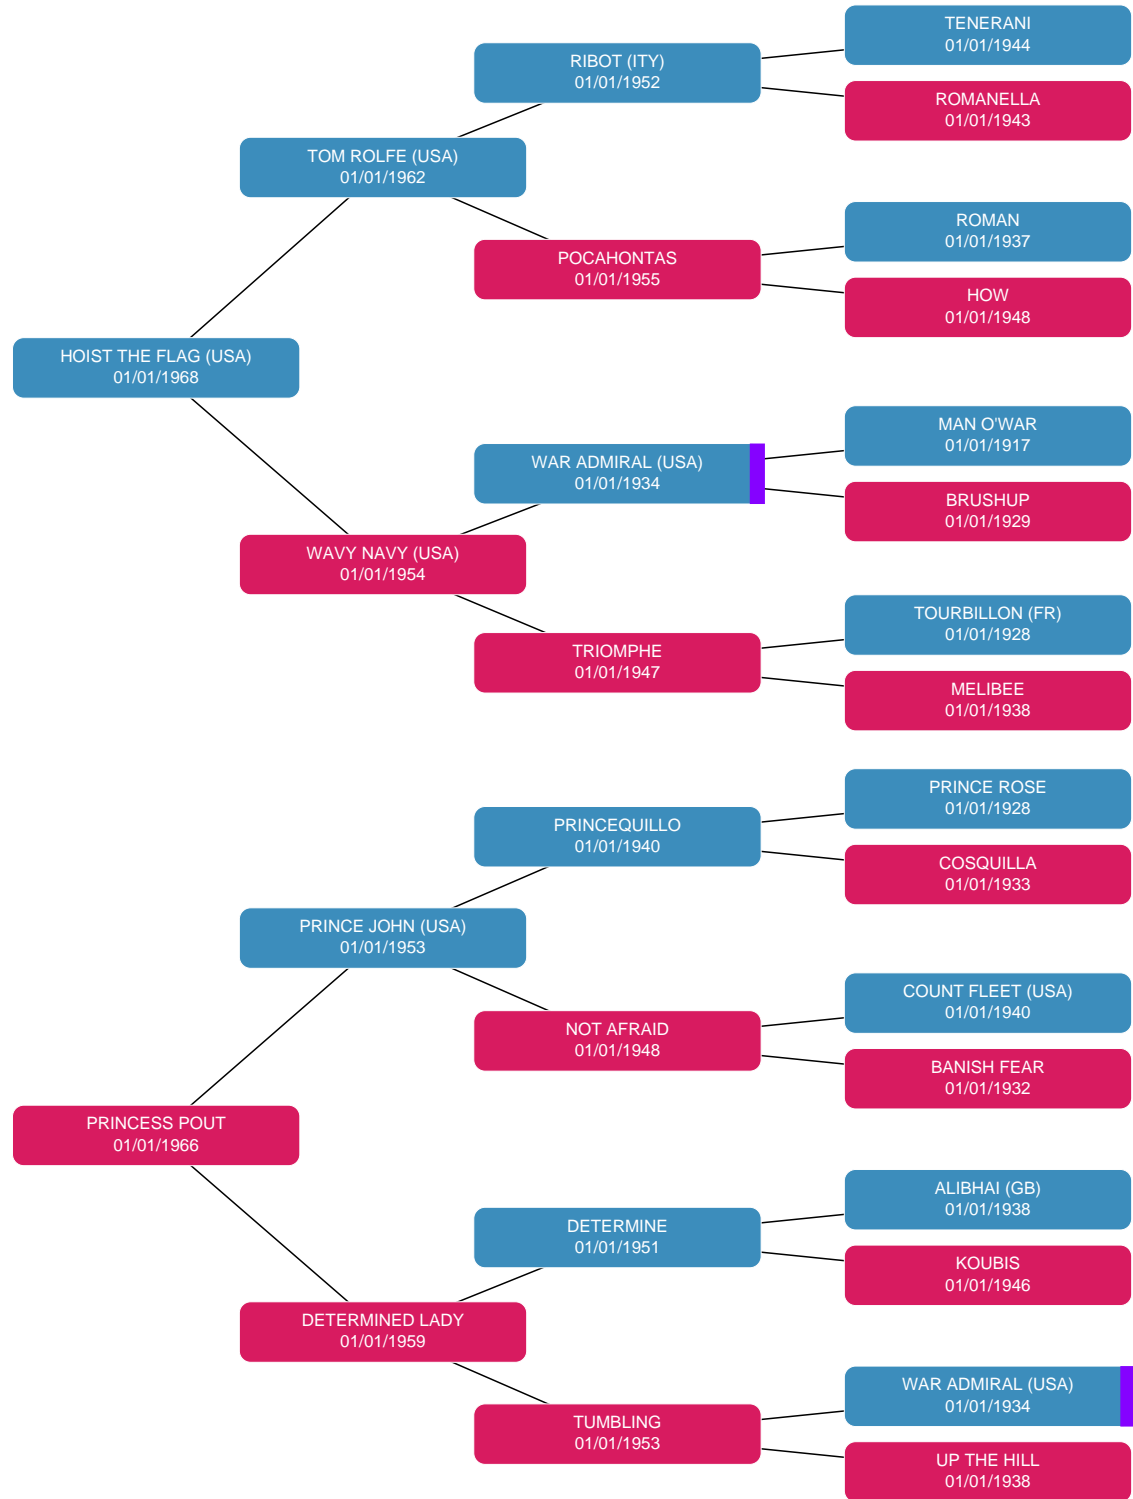 TENERANI
01/01/1944
RIBOT (ITY)
01/01/1952
ROMANELLA
01/01/1943
TOM ROLFE (USA)
01/01/1962
ROMAN
01/01/1937
POCAHONTAS
01/01/1955
HOW
01/01/1948
HOIST THE FLAG (USA)
01/01/1968
MAN O'WAR
01/01/1917
WAR ADMIRAL (USA)
01/01/1934
BRUSHUP
01/01/1929
WAVY NAVY (USA)
01/01/1954
TOURBILLON (FR)
01/01/1928
TRIOMPHE
01/01/1947
MELIBEE
01/01/1938
PRINCE ROSE
01/01/1928
PRINCEQUILLO
01/01/1940
COSQUILLA
01/01/1933
PRINCE JOHN (USA)
01/01/1953
COUNT FLEET (USA)
01/01/1940
NOT AFRAID
01/01/1948
BANISH FEAR
01/01/1932
PRINCESS POUT
01/01/1966
ALIBHAI (GB)
01/01/1938
DETERMINE
01/01/1951
KOUBIS
01/01/1946
DETERMINED LADY
01/01/1959
WAR ADMIRAL (USA)
01/01/1934
TUMBLING
01/01/1953
UP THE HILL
01/01/1938